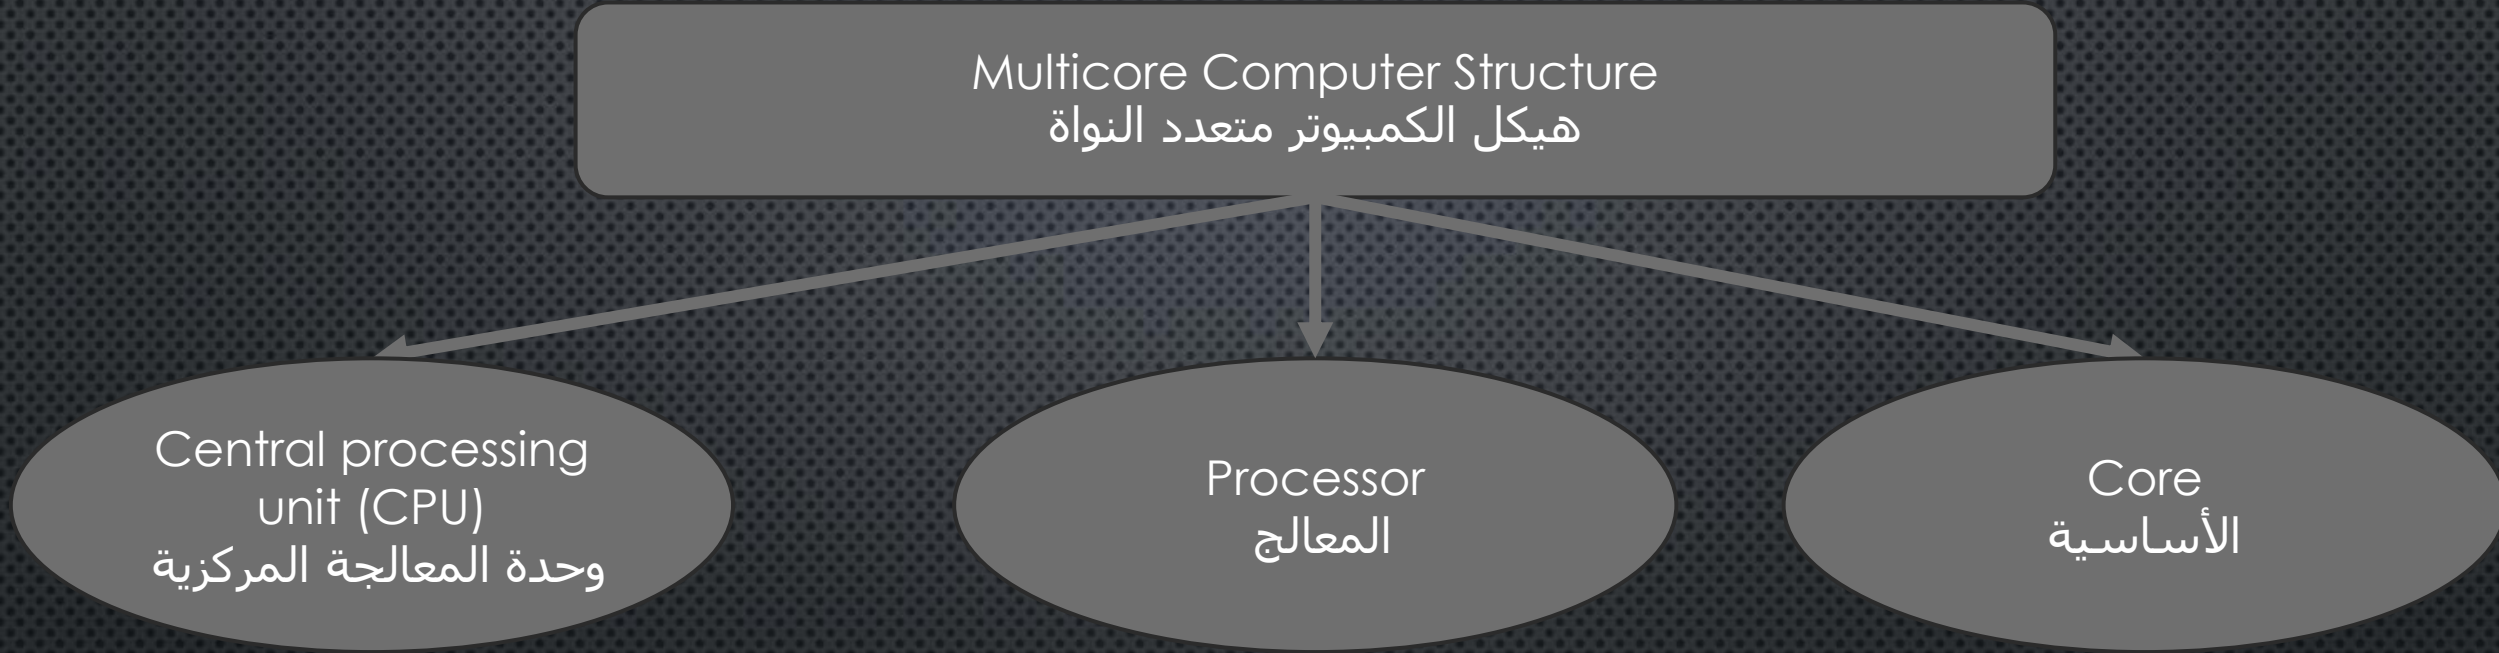 Multicore Computer Structure
هيكل الكمبيوتر متعدد النواة
Central processing
unit (CPU)
وحدة المعالجة المركزية
Processor
المعالج
Core
الأساسية